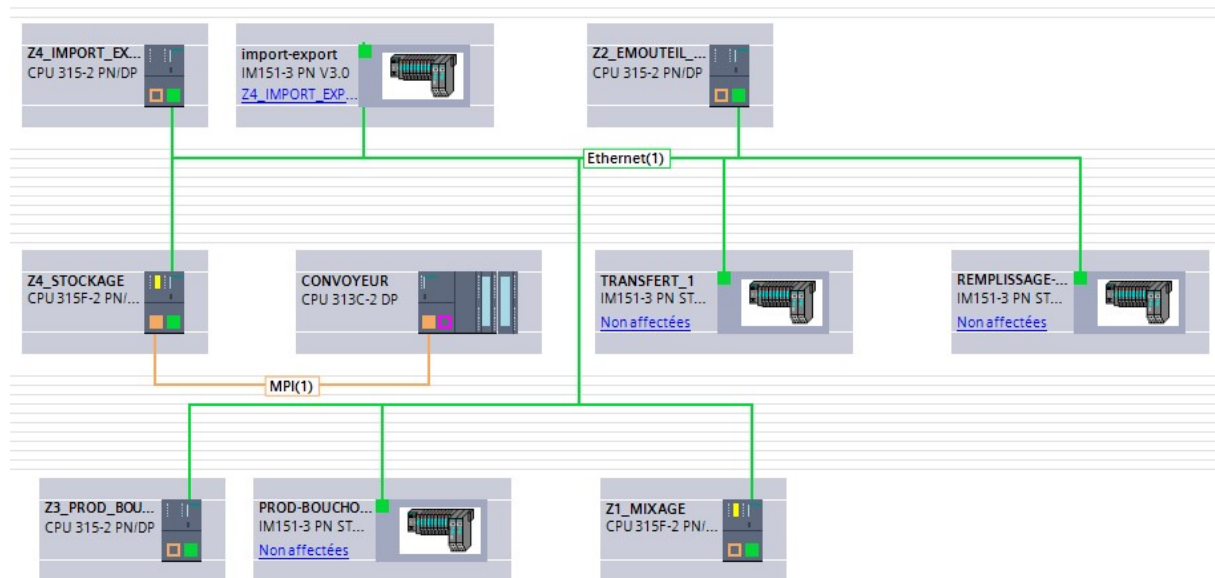 Z4_IMPORT_EX...
CPU 315-2 PN/DP
import-export
IM151-3 PN V3.0
Z4_IMPORT_EXP...
Z2_EMOUTEIL_...
CPU 315-2 PN/DP
Ethernet(1)
Z4_STOCKAGE
CPU 315F-2 PN/...
CONVOYEUR
CPU 313C-2 DP
TRANSFERT_1
IM151-3 PN ST...
Non affectées
REMPLISSAGE-...
IM151-3 PN ST...
Non affectées
MPI(1)
Z3_PROD_BOU...
CPU 315-2 PN/DP
PROD-BOUCHO...
IM151-3 PN ST...
Non affectées
Z1_MIXAGE
CPU 315F-2 PN/...